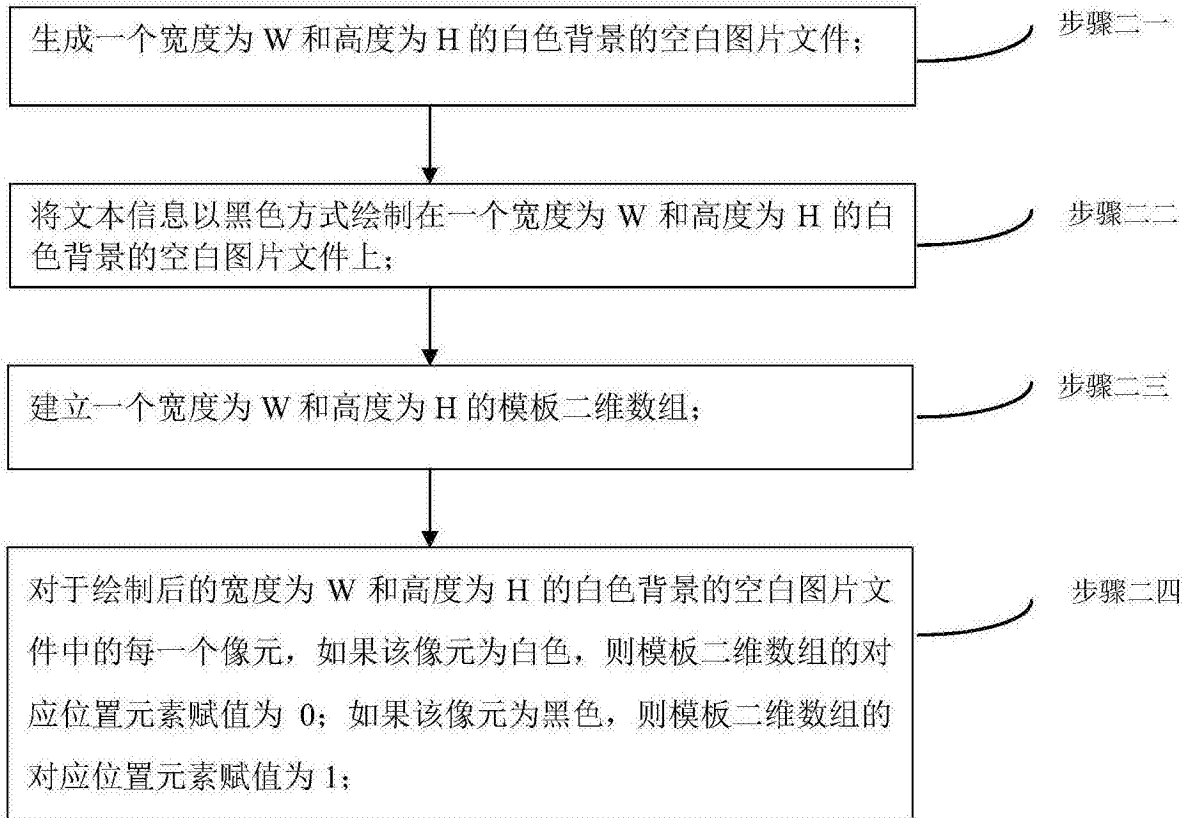 生成一个宽度为 W 和高度为 H 的白色背景的空白图片文件；
步骤二一
将文本信息以黑色方式绘制在一个宽度为 W 和高度为 H 的白
色背景的空白图片文件上；
步骤二二
建立一个宽度为 W 和高度为 H 的模板二维数组；
步骤二三
对于绘制后的宽度为 W 和高度为 H 的白色背景的空白图片文
件中的每一个像元，如果该像元为白色，则模板二维数组的对
应位置元素赋值为 0；如果该像元为黑色，则模板二维数组的
对应位置元素赋值为 1；
步骤二四